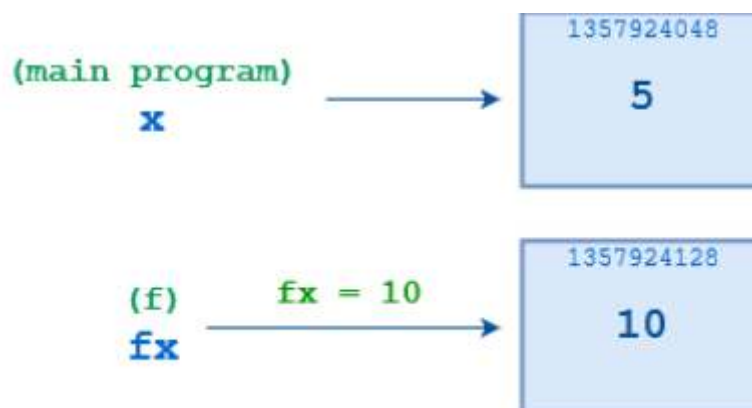 1357924048
(main program)
5
x
1357924128
(f)
fx = 10
10
fx